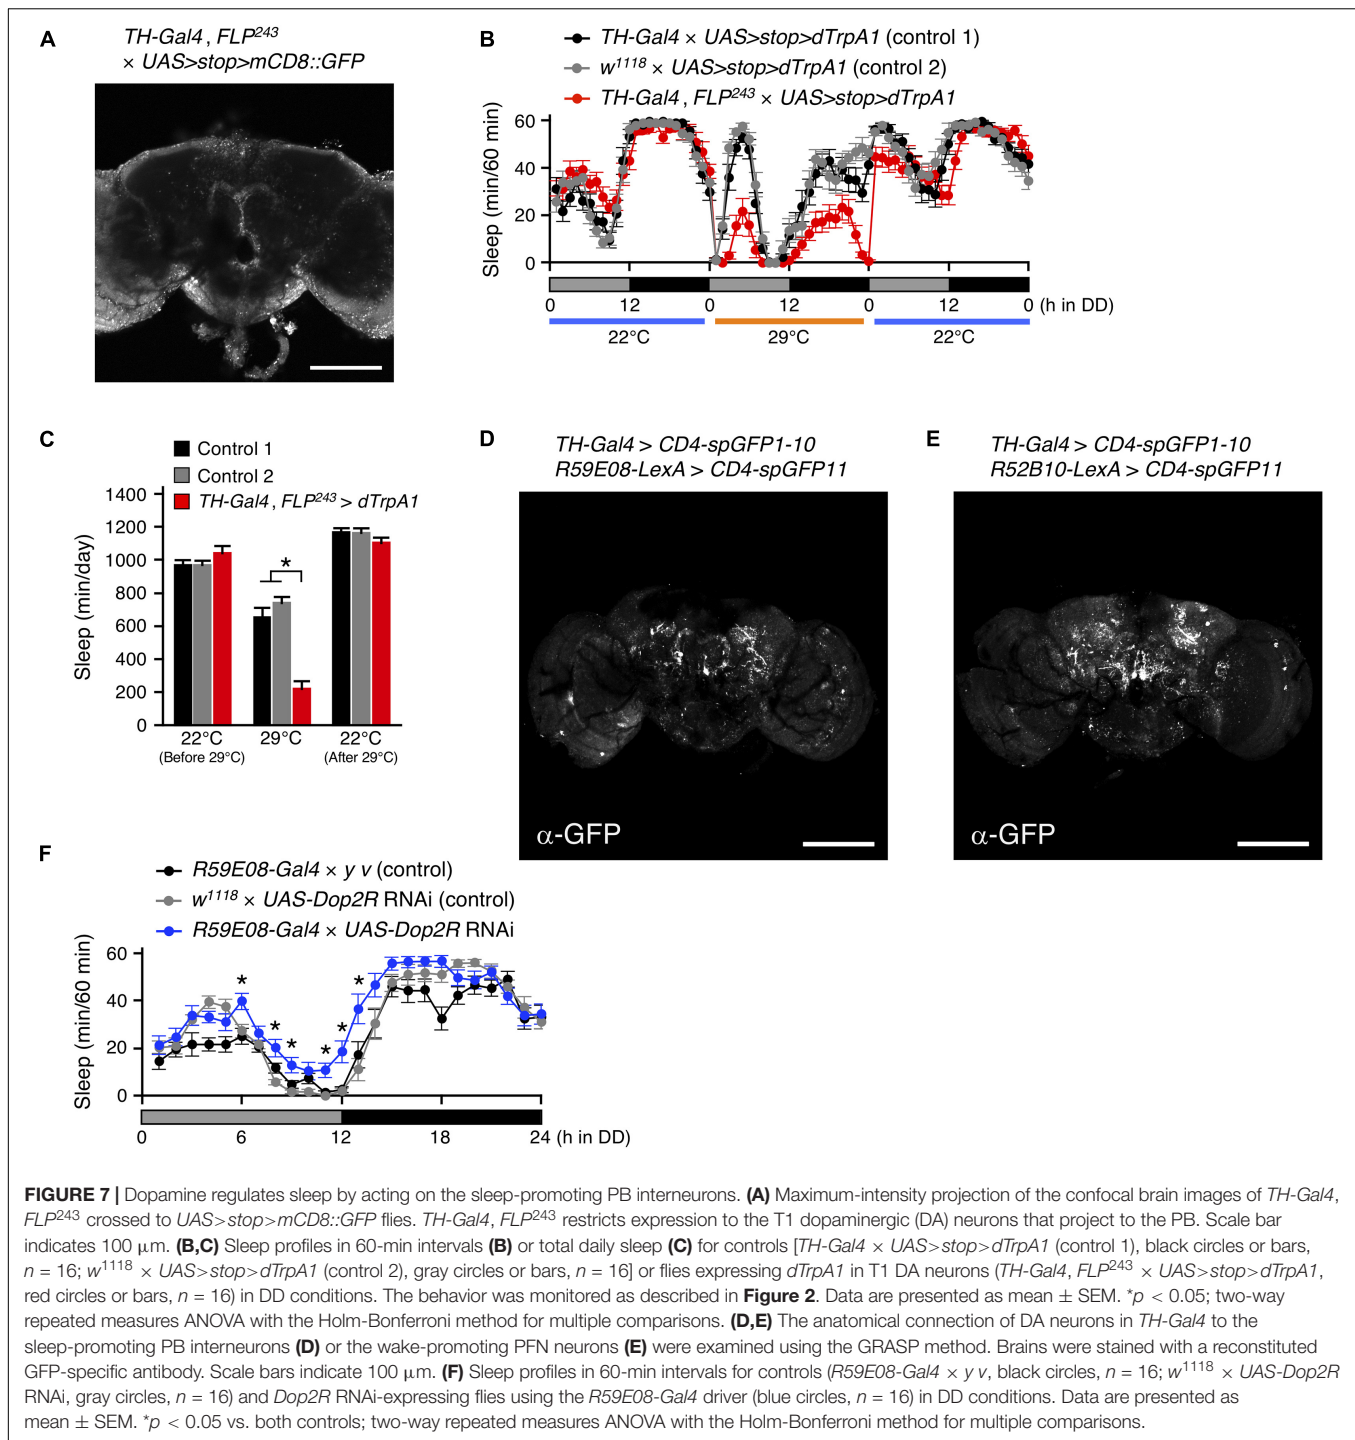 A
TH-Gal4, FLP243
× UAS>stop>mCD8::GFP
B
TH-Gal4 × UAS>stop>dTrpA1 (control 1)
w1118 × UAS>stop>dTrpA1 (control 2)
TH-Gal4, FLP243 × UAS>stop>dTrpA1
Sleep (min/60 min)
60
40
20
0
0 12 0 12 0 12 0 (h in DD)
22°C 29°C 22°C
C
Control 1
Control 2
TH-Gal4, FLP243 > dTrpA1
Sleep (min/day)
1400
1200
1000
800
600
400
200
0
*
22°C 29°C 22°C
(Before 29°C) (After 29°C)
D
TH-Gal4 > CD4-spGFP1-10
R59E08-LexA > CD4-spGFP11
α-GFP
E
TH-Gal4 > CD4-spGFP1-10
R52B10-LexA > CD4-spGFP11
α-GFP
F
R59E08-Gal4 × y v (control)
w1118 × UAS-Dop2R RNAi (control)
R59E08-Gal4 × UAS-Dop2R RNAi
Sleep (min/60 min)
60
40
20
0
* * * * * *
0 6 12 18 24 (h in DD)
FIGURE 7 | Dopamine regulates sleep by acting on the sleep-promoting PB interneurons. (A) Maximum-intensity projection of the confocal brain images of TH-Gal4,
FLP243 crossed to UAS>stop>mCD8::GFP flies. TH-Gal4, FLP243 restricts expression to the T1 dopaminergic (DA) neurons that project to the PB. Scale bar
indicates 100 μm. (B,C) Sleep profiles in 60-min intervals (B) or total daily sleep (C) for controls [TH-Gal4 × UAS>stop>dTrpA1 (control 1), black circles or bars,
n = 16; w1118 × UAS>stop>dTrpA1 (control 2), gray circles or bars, n = 16] or flies expressing dTrpA1 in T1 DA neurons (TH-Gal4, FLP243 × UAS>stop>dTrpA1,
red circles or bars, n = 16) in DD conditions. The behavior was monitored as described in Figure 2. Data are presented as mean ± SEM. *p < 0.05; two-way
repeated measures ANOVA with the Holm-Bonferroni method for multiple comparisons. (D,E) The anatomical connection of DA neurons in TH-Gal4 to the
sleep-promoting PB interneurons (D) or the wake-promoting PFN neurons (E) were examined using the GRASP method. Brains were stained with a reconstituted
GFP-specific antibody. Scale bars indicate 100 μm. (F) Sleep profiles in 60-min intervals for controls (R59E08-Gal4 × y v, black circles, n = 16; w1118 × UAS-Dop2R
RNAi, gray circles, n = 16) and Dop2R RNAi-expressing flies using the R59E08-Gal4 driver (blue circles, n = 16) in DD conditions. Data are presented as
mean ± SEM. *p < 0.05 vs. both controls; two-way repeated measures ANOVA with the Holm-Bonferroni method for multiple comparisons.